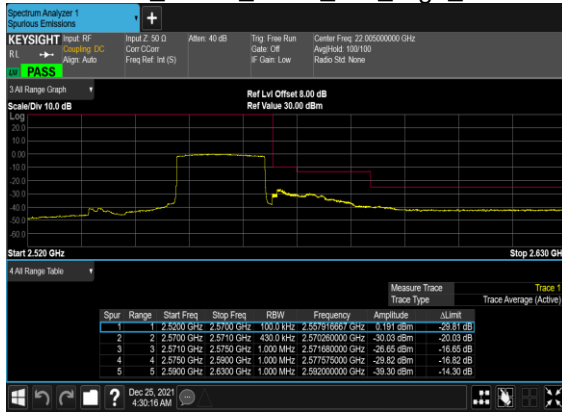 Spectrum Analyzer 1
Spurious Emissions
+
KEYSIGHT Input: RF Input Z: 50 Ω Atten: 40 dB Trig: Free Run Center Freq: 22.005000000 GHz
RL Coupling: DC Corr CCorr Gate: Off Avg|Hold: 100/100
Align: Auto Freq Ref: Int (S) IF Gain: Low Radio Std: None
PASS
3 All Range Graph
Ref Lvl Offset 8.00 dB
Scale/Div 10.0 dB Ref Value 30.00 dBm
Log
20.0
10.0
0.00
-10.0
-20.0
-30.0
-40.0
-50.0
-60.0
Start 2.520 GHz Stop 2.630 GH
4 All Range Table
Measure Trace Trace 1
Trace Type Trace Average (Active)
Spur Range Start Freq Stop Freq RBW Frequency Amplitude ΔLimit
1 1 2.5200 GHz 2.5700 GHz 100.0 kHz 2.557916667 GHz 0.191 dBm -29.81 dB
2 2 2.5700 GHz 2.5710 GHz 430.0 kHz 2.570260000 GHz -30.03 dBm -20.03 dB
3 3 2.5710 GHz 2.5750 GHz 1.000 MHz 2.571680000 GHz -26.65 dBm -16.65 dB
4 4 2.5750 GHz 2.5900 GHz 1.000 MHz 2.577575000 GHz -29.82 dBm -16.82 dB
5 5 2.5900 GHz 2.6300 GHz 1.000 MHz 2.592000000 GHz -39.30 dBm -14.30 dB
? Dec 25, 2021
4:30:16 AM